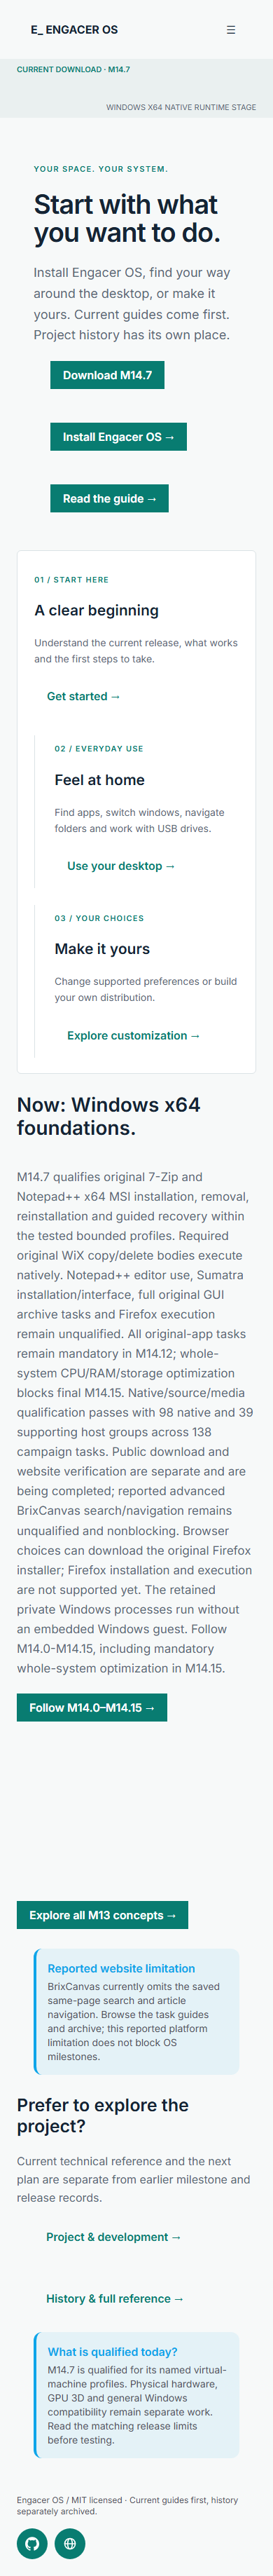 E_ ENGACER OS
☰
CURRENT DOWNLOAD · M14.7
WINDOWS X64 NATIVE RUNTIME STAGE
YOUR SPACE. YOUR SYSTEM.
Start with what
you want to do.
Install Engacer OS, find your way
around the desktop, or make it
yours. Current guides come first.
Project history has its own place.
Download M14.7
Install Engacer OS →
Read the guide →
01 / START HERE
A clear beginning
Understand the current release, what works
and the first steps to take.
Get started →
02 / EVERYDAY USE
Feel at home
Find apps, switch windows, navigate
folders and work with USB drives.
Use your desktop →
03 / YOUR CHOICES
Make it yours
Change supported preferences or build
your own distribution.
Explore customization →
Now: Windows x64
foundations.
M14.7 qualifies original 7-Zip and
Notepad++ x64 MSI installation, removal,
reinstallation and guided recovery within
the tested bounded profiles. Required
original WiX copy/delete bodies execute
natively. Notepad++ editor use, Sumatra
installation/interface, full original GUI
archive tasks and Firefox execution
remain unqualified. All original-app tasks
remain mandatory in M14.12; whole-
system CPU/RAM/storage optimization
blocks final M14.15. Native/source/media
qualification passes with 98 native and 39
supporting host groups across 138
campaign tasks. Public download and
website verification are separate and are
being completed; reported advanced
BrixCanvas search/navigation remains
unqualified and nonblocking. Browser
choices can download the original Firefox
installer; Firefox installation and execution
are not supported yet. The retained
private Windows processes run without
an embedded Windows guest. Follow
M14.0-M14.15, including mandatory
whole-system optimization in M14.15.
Follow M14.0–M14.15 →
Explore all M13 concepts →
Reported website limitation
BrixCanvas currently omits the saved
same-page search and article
navigation. Browse the task guides
and archive; this reported platform
limitation does not block OS
milestones.
Prefer to explore the
project?
Current technical reference and the next
plan are separate from earlier milestone and
release records.
Project & development →
History & full reference →
What is qualified today?
M14.7 is qualified for its named virtual-
machine profiles. Physical hardware,
GPU 3D and general Windows
compatibility remain separate work.
Read the matching release limits
before testing.
Engacer OS / MIT licensed · Current guides first, history
separately archived.